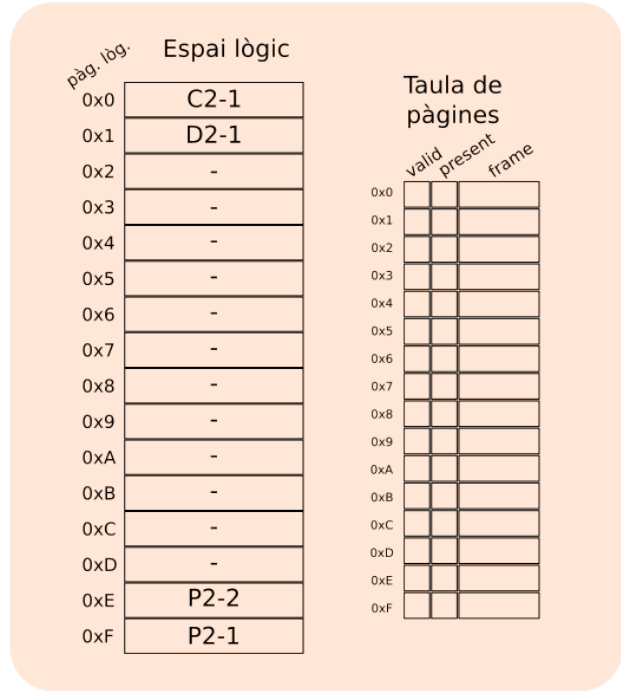 Espai lògic
pàg. lòg.
0x0 C2-1
0x1 D2-1
0x2 -
0x3 -
0x4 -
0x5 -
0x6 -
0x7 -
0x8 -
0x9 -
0xA -
0xB -
0xC -
0xD -
0xE P2-2
0xF P2-1
Taula de
pàgines
valid present frame
0x0
0x1
0x2
0x3
0x4
0x5
0x6
0x7
0x8
0x9
0xA
0xB
0xC
0xD
0xE
0xF